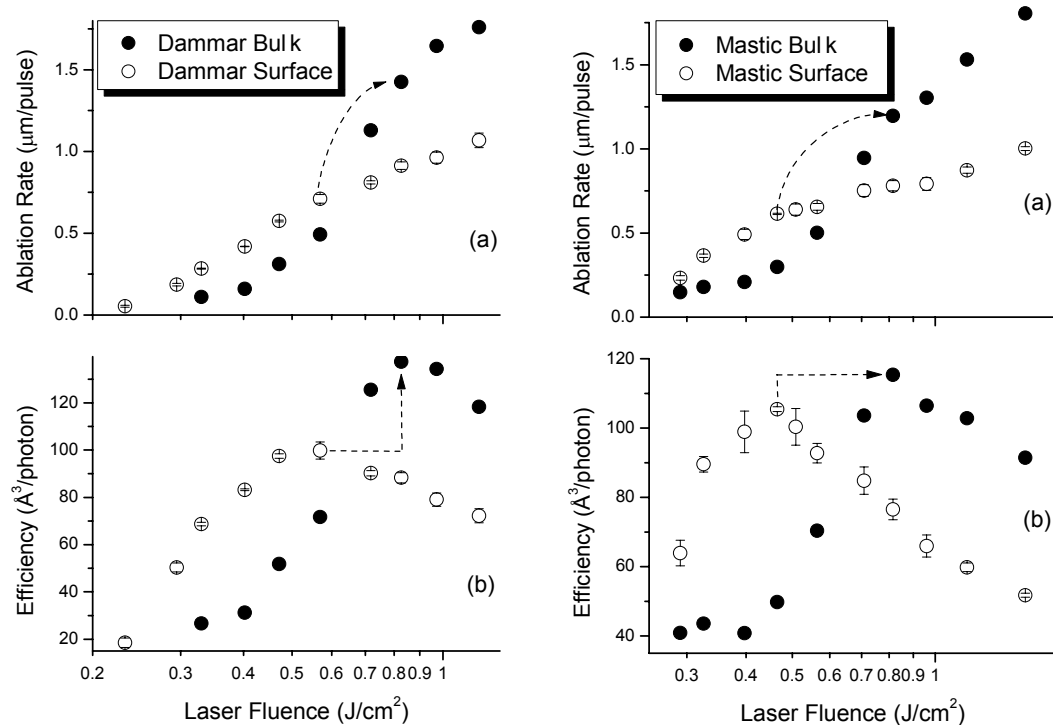 Dammar Bulk
Dammar Surface
Ablation Rate (μm/pulse)
1.5
1.0
0.5
0.0
(a)
Efficiency (Å³/photon)
120
100
80
60
40
20
(b)
0.2 0.3 0.4 0.5 0.6 0.7 0.8 0.9 1
Laser Fluence (J/cm²)
Mastic Bulk
Mastic Surface
Ablation Rate (μm/pulse)
1.5
1.0
0.5
0.0
(a)
Efficiency (Å³/photon)
120
100
80
60
40
(b)
0.3 0.4 0.5 0.6 0.7 0.8 0.9 1
Laser Fluence (J/cm²)